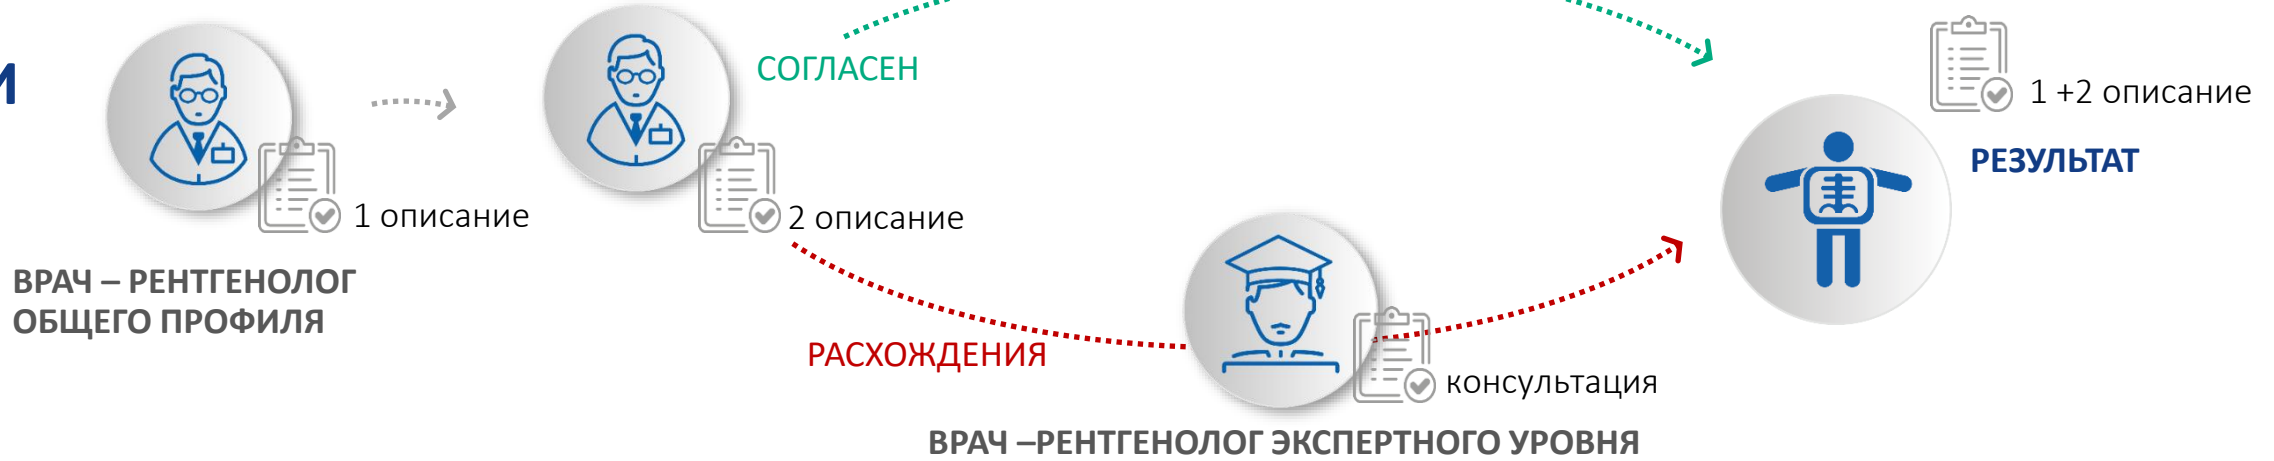 И
СОГЛАСЕН
1 +2 описание
РЕЗУЛЬТАТ
1 описание
2 описание
ВРАЧ – РЕНТГЕНОЛОГ
ОБЩЕГО ПРОФИЛЯ
РАСХОЖДЕНИЯ
консультация
ВРАЧ –РЕНТГЕНОЛОГ ЭКСПЕРТНОГО УРОВНЯ